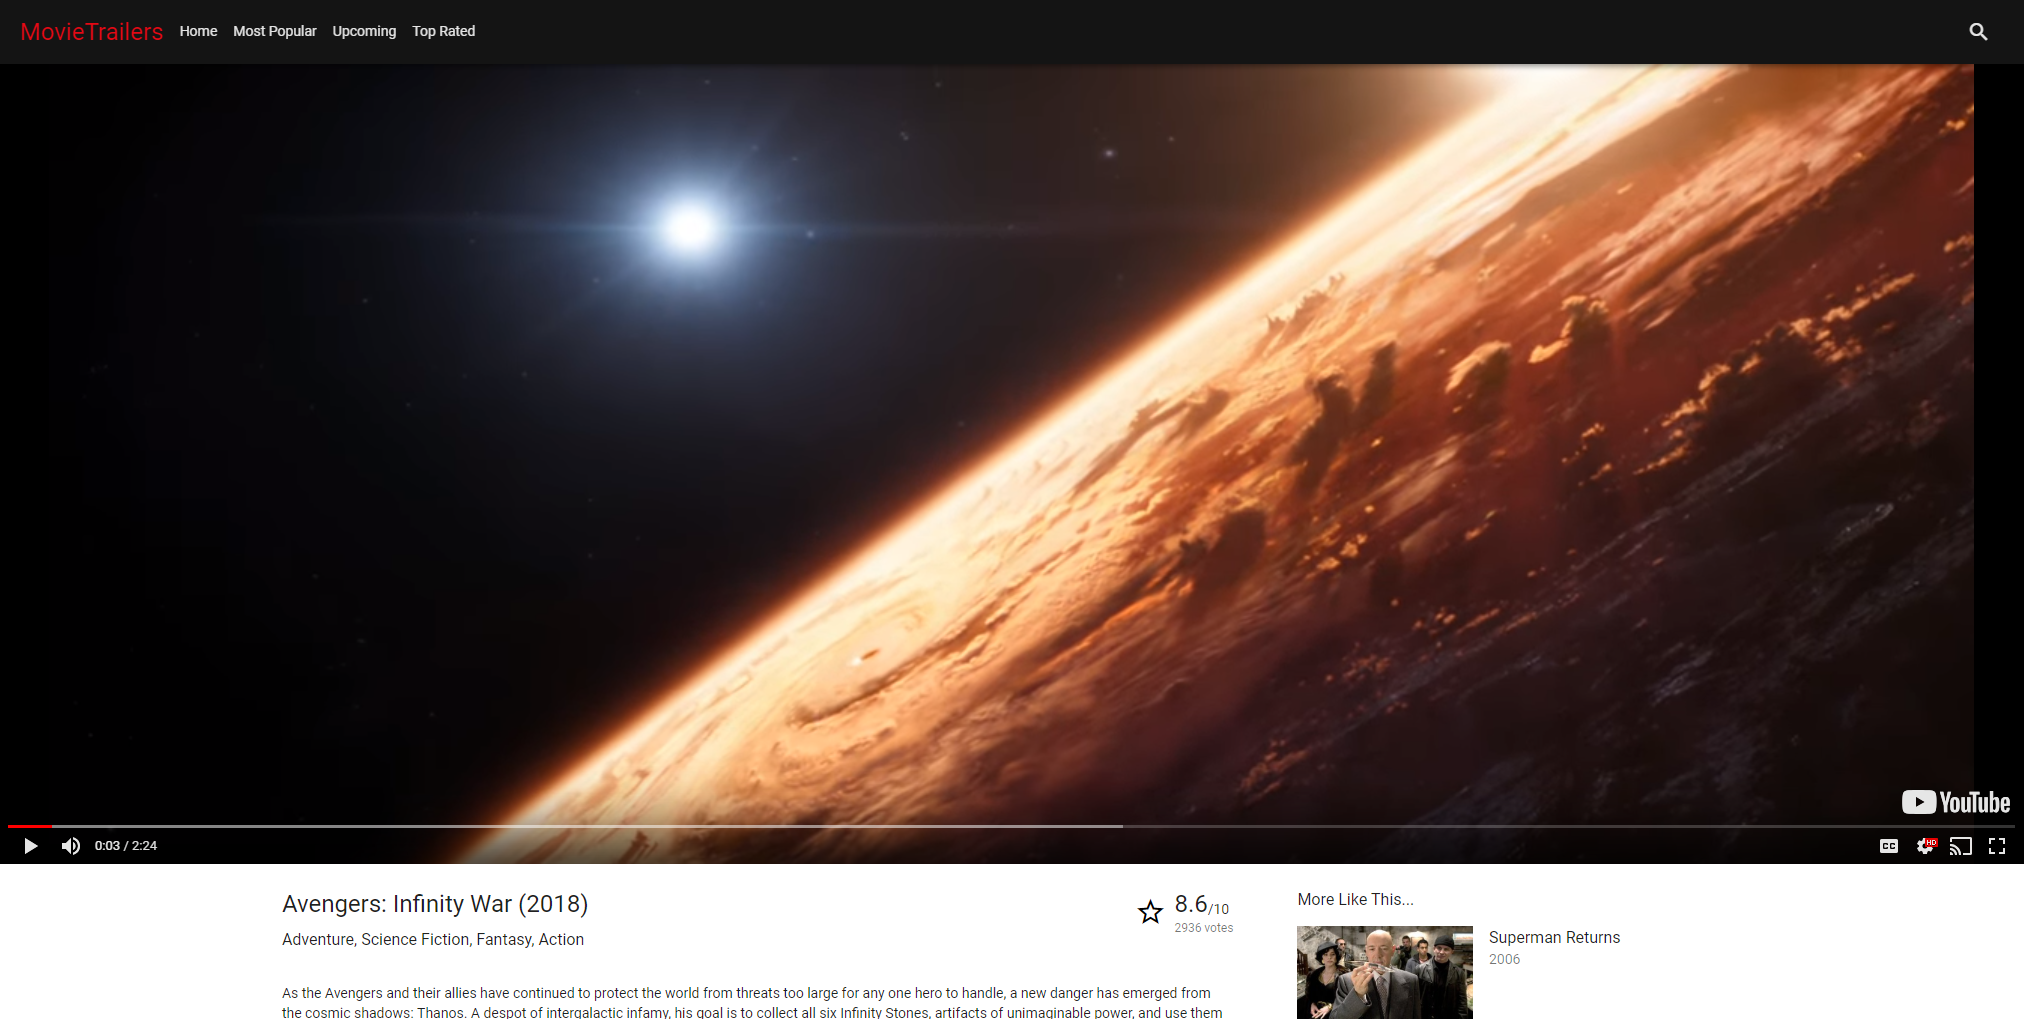 MovieTrailers Home Most Popular Upcoming Top Rated
YouTube
0:03 / 2:24
CC HD
Avengers: Infinity War (2018)
8.6/10
2936 votes
Adventure, Science Fiction, Fantasy, Action
As the Avengers and their allies have continued to protect the world from threats too large for any one hero to handle, a new danger has emerged from
the cosmic shadows: Thanos. A despot of intergalactic infamy, his goal is to collect all six Infinity Stones, artifacts of unimaginable power, and use them
More Like This...
Superman Returns
2006